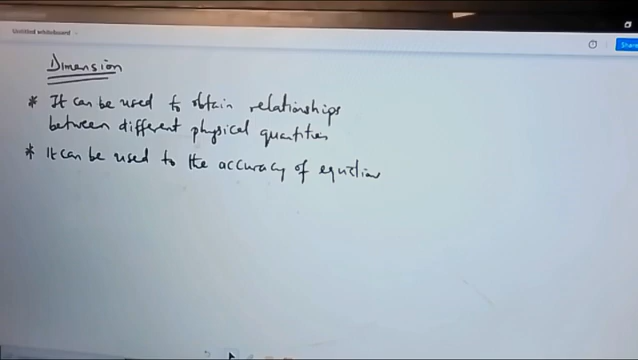 Untitled whiteboard
Share
Dimension
* It can be used to obtain relationships
between different physical quantities
* It can be used to the accuracy of equations